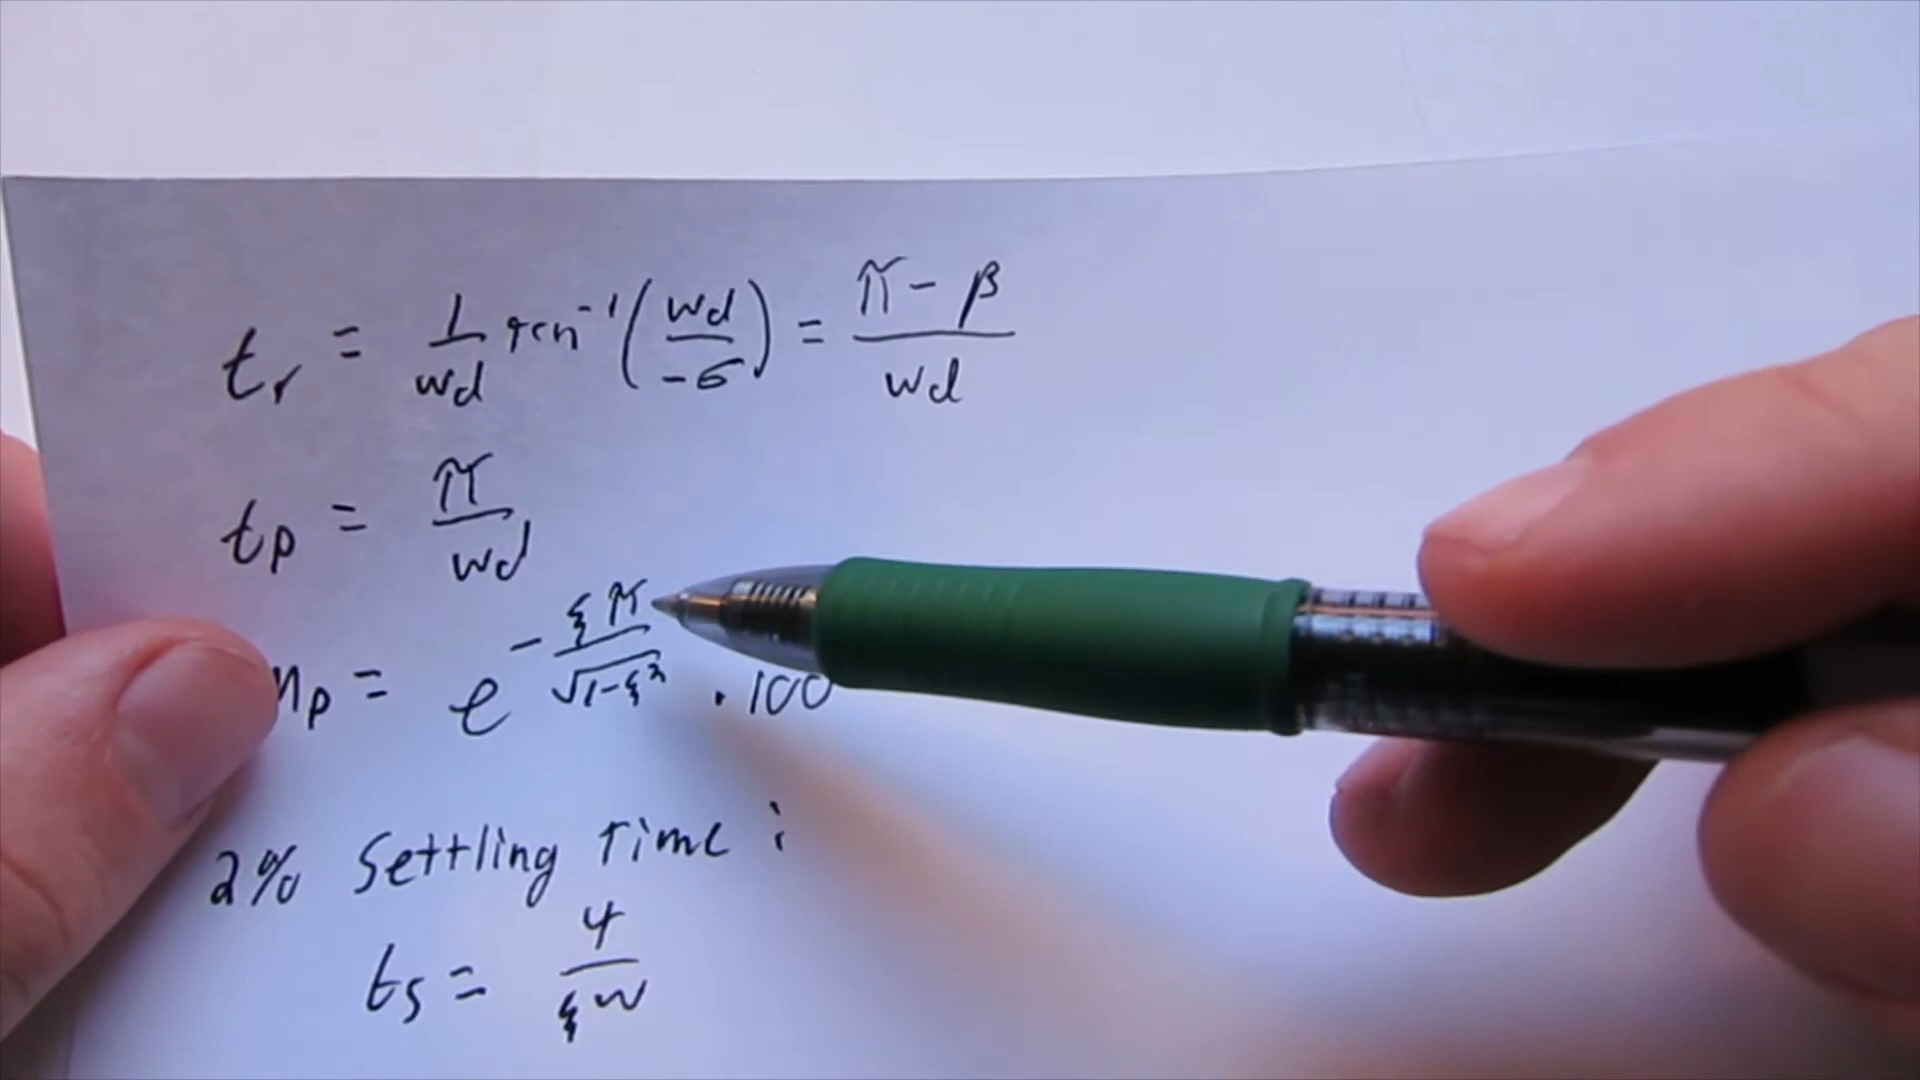 tr = 1/wd tan⁻¹(wd/-σ) = π - β/wd
tp = π/wd
Mp = e^(-ξπ/√1-ξ²) · 100
2% Settling Time :
ts = 4/ξw